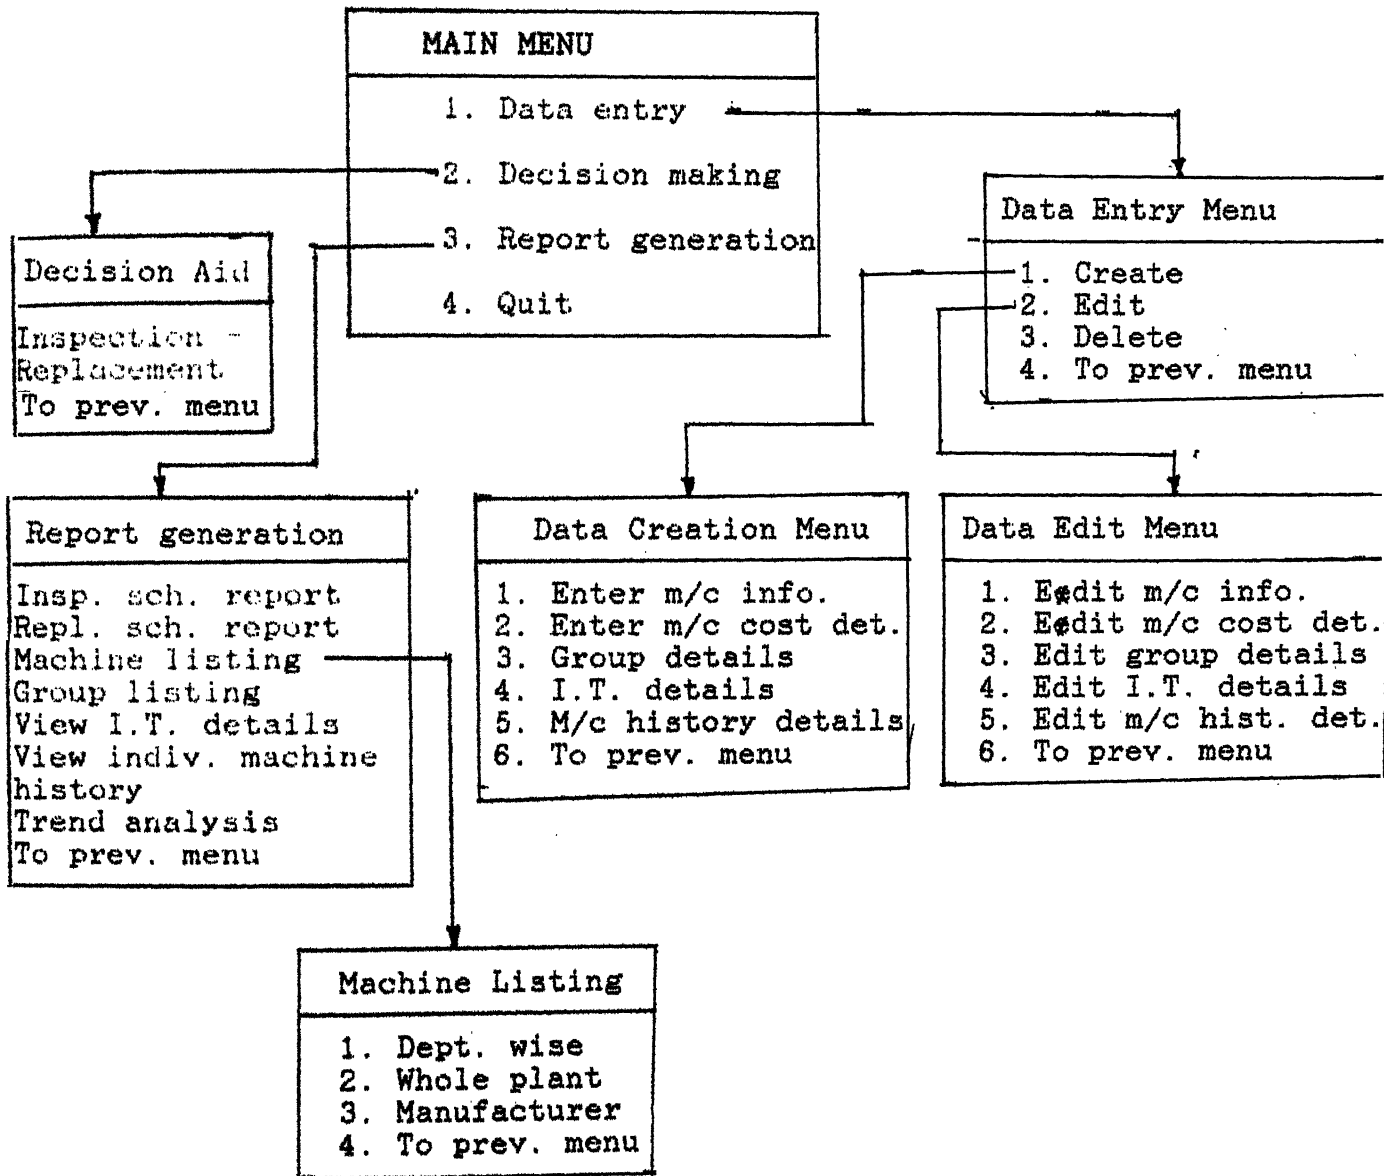 MAIN MENU
1. Data entry
2. Decision making
3. Report generation
4. Quit
Decision Aid
Inspection -
Replacement
To prev. menu
Data Entry Menu
1. Create
2. Edit
3. Delete
4. To prev. menu
Report generation
Insp. sch. report
Repl. sch. report
Machine listing
Group listing
View I.T. details
View indiv. machine
history
Trend analysis
To prev. menu
Data Creation Menu
1. Enter m/c info.
2. Enter m/c cost det.
3. Group details
4. I.T. details
5. M/c history details
6. To prev. menu
Data Edit Menu
1. Edit m/c info.
2. Edit m/c cost det.
3. Edit group details
4. Edit I.T. details
5. Edit m/c hist. det.
6. To prev. menu
Machine Listing
1. Dept. wise
2. Whole plant
3. Manufacturer
4. To prev. menu